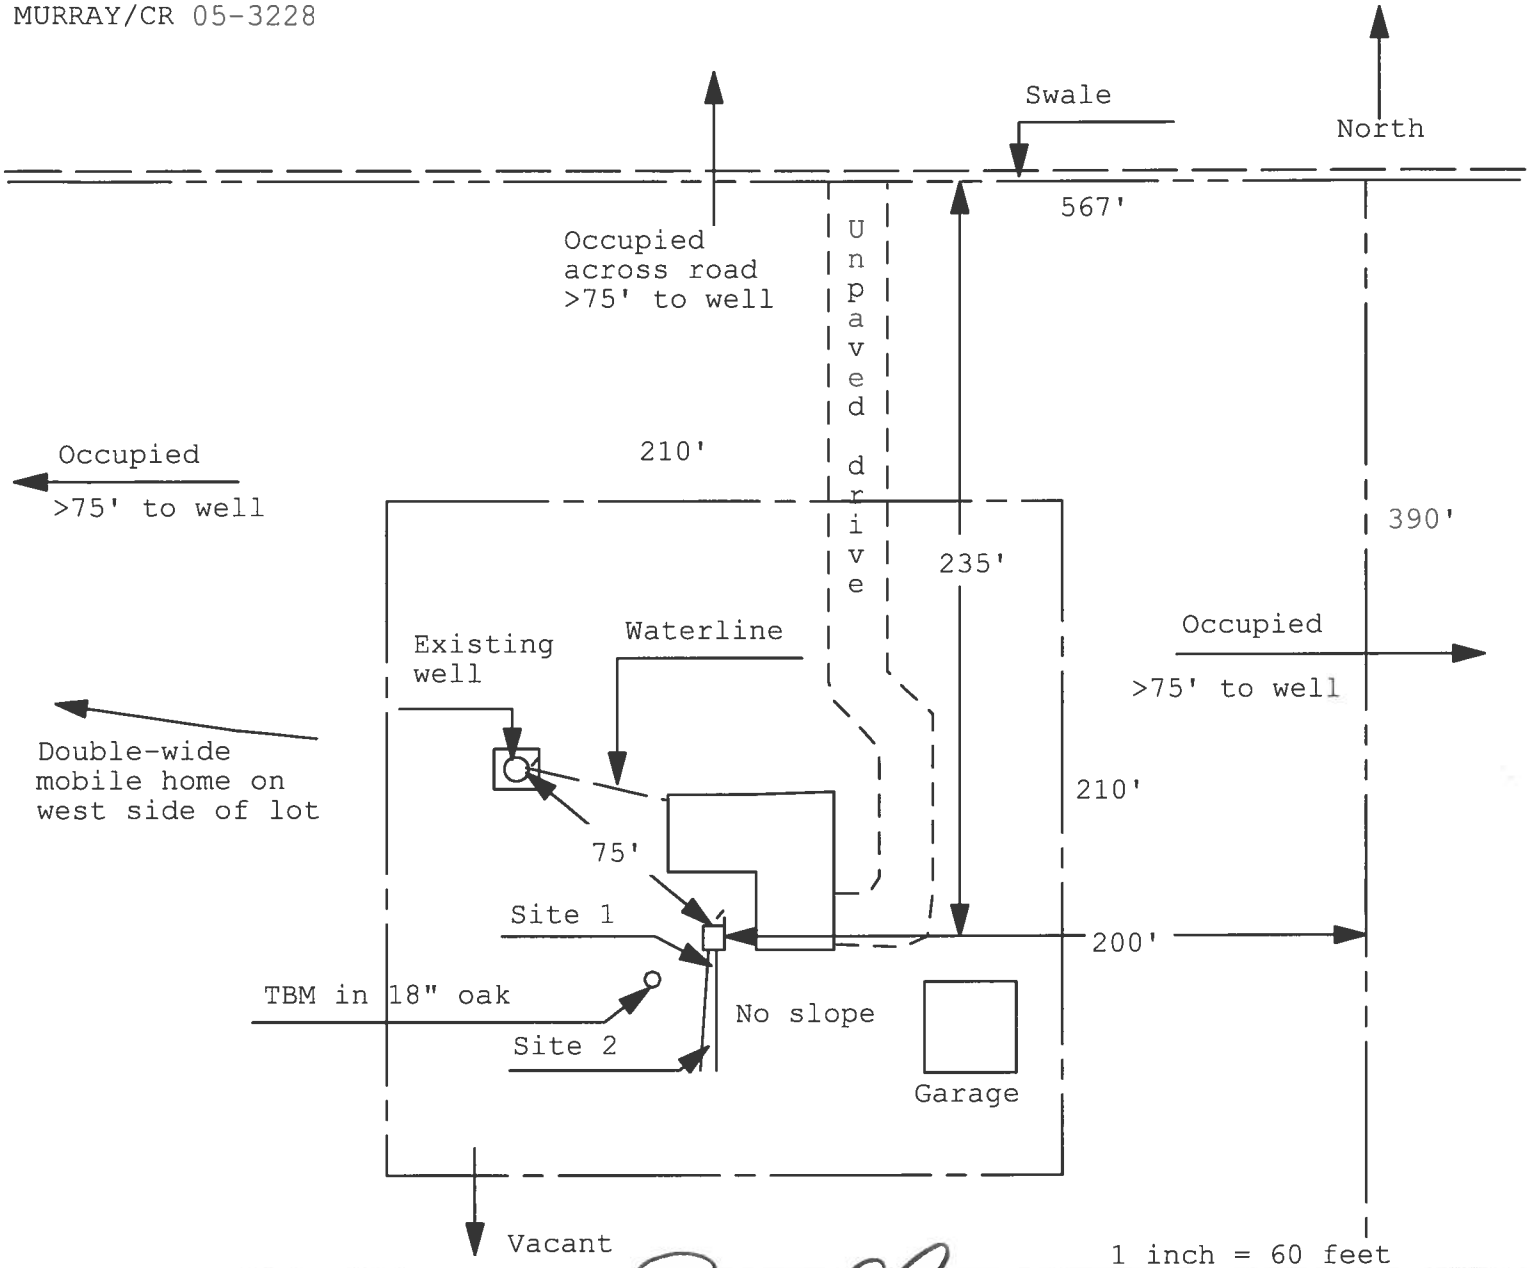 MURRAY/CR 05-3228
Swale
North
567'
Occupied
across road
>75' to well
Unpaved drive
210'
Occupied
>75' to well
390'
235'
Existing
well
Waterline
Occupied
>75' to well
Double-wide
mobile home on
west side of lot
210'
75'
Site 1
200'
TBM in 18" oak
No slope
Site 2
Garage
Vacant
1 inch = 60 feet